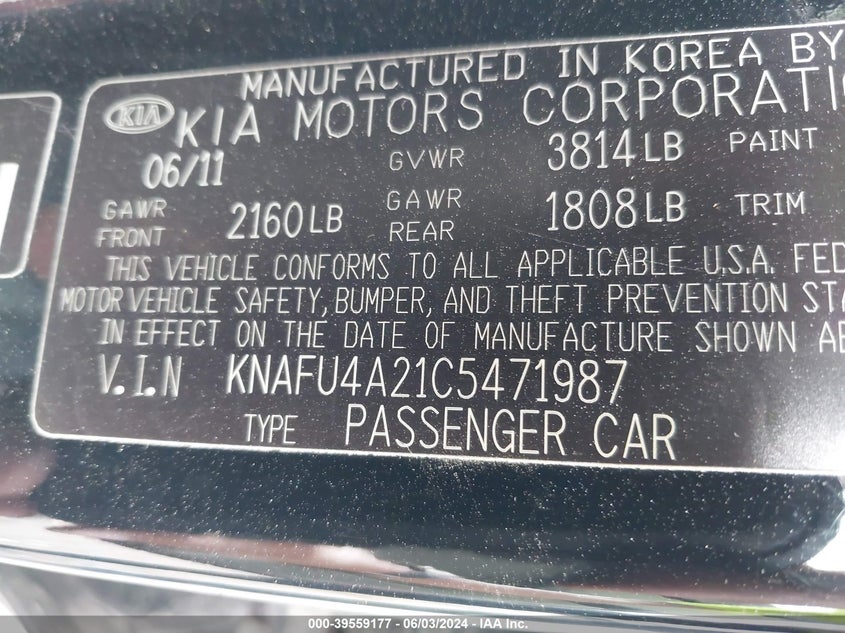 MANUFACTURED IN KOREA BY
KIA KIA MOTORS CORPORATI
06/11 GVWR 3814LB PAINT
GAWR FRONT 2160LB GAWR REAR 1808LB TRIM
THIS VEHICLE CONFORMS TO ALL APPLICABLE U.S.A. FED
MOTOR VEHICLE SAFETY, BUMPER, AND THEFT PREVENTION STA
IN EFFECT ON THE DATE OF MANUFACTURE SHOWN AB
V.I.N KNAFU4A21C5471987
TYPE PASSENGER CAR
000-39559177 - 06/03/2024 - IAA Inc.